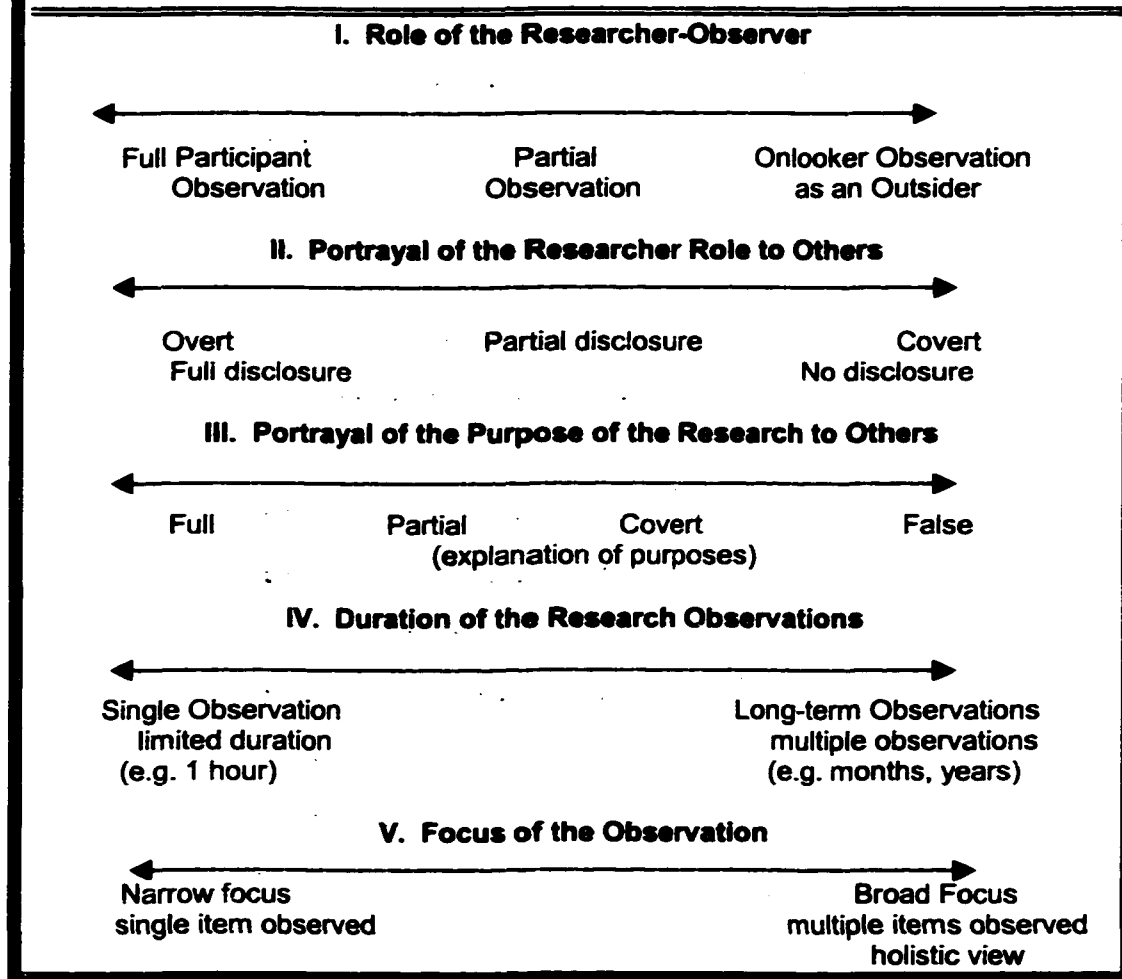 I. Role of the Researcher-Observer
Full Participant Partial Onlooker Observation
Observation Observation as an Outsider
II. Portrayal of the Researcher Role to Others
Overt Partial disclosure Covert
Full disclosure No disclosure
III. Portrayal of the Purpose of the Research to Others
Full Partial Covert False
(explanation of purposes)
IV. Duration of the Research Observations
Single Observation Long-term Observations
limited duration multiple observations
(e.g. 1 hour) (e.g. months, years)
V. Focus of the Observation
Narrow focus Broad Focus
single item observed multiple items observed
holistic view